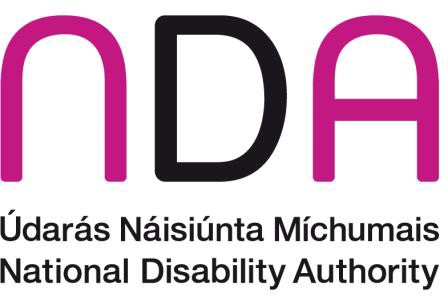 NDA
Údarás Náisiúnta Míchumais
National Disability Authority